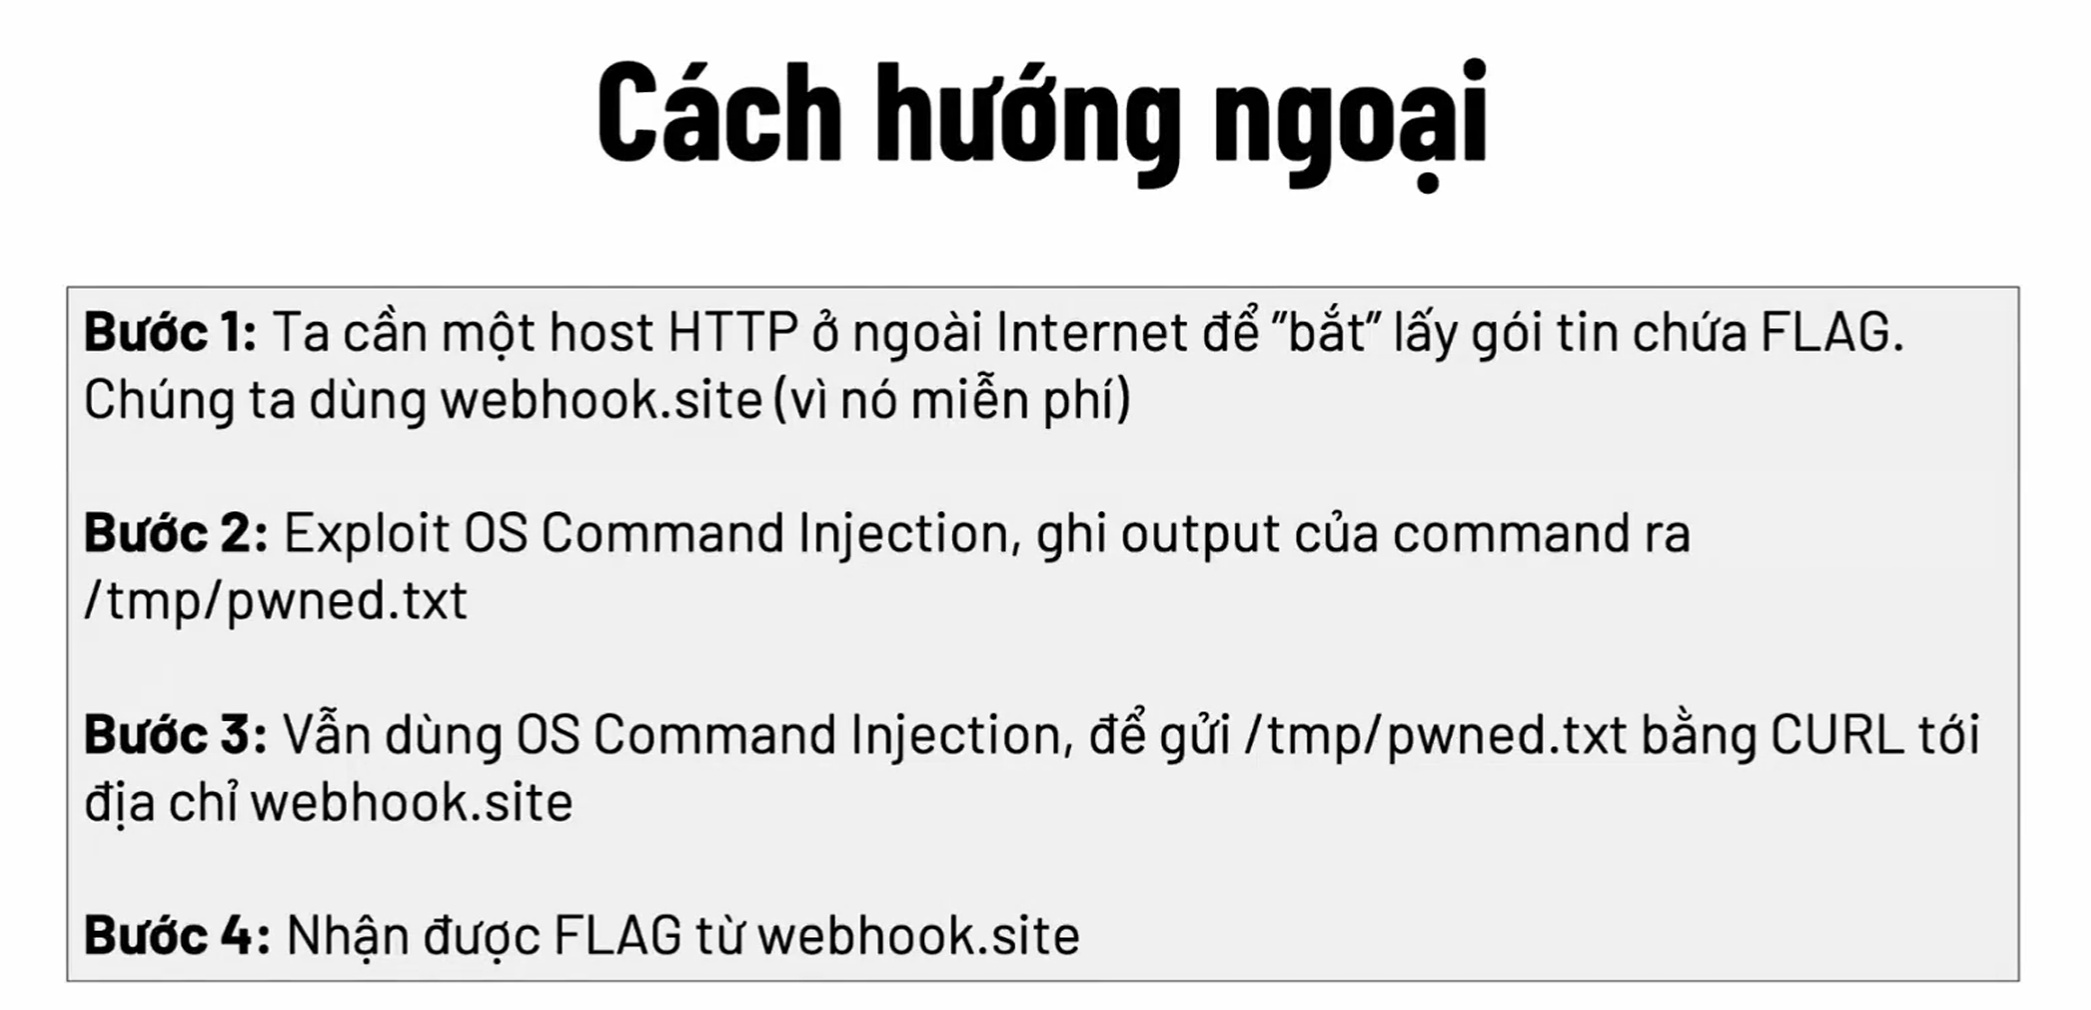 Cách hướng ngoại
Bước 1: Ta cần một host HTTP ở ngoài Internet để "bắt" lấy gói tin chứa FLAG.
Chúng ta dùng webhook.site (vì nó miễn phí)
Bước 2: Exploit OS Command Injection, ghi output của command ra
/tmp/pwned.txt
Bước 3: Vẫn dùng OS Command Injection, để gửi /tmp/pwned.txt bằng CURL tới
địa chỉ webhook.site
Bước 4: Nhận được FLAG từ webhook.site